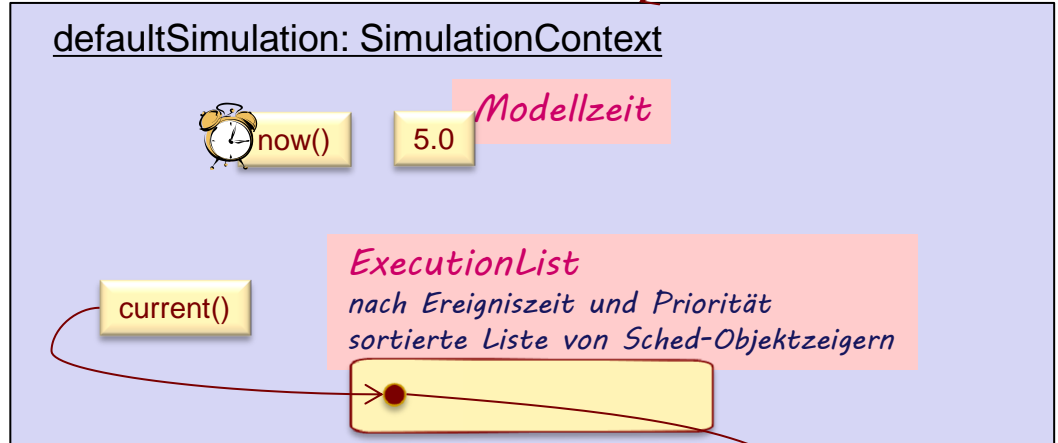 defaultSimulation: SimulationContext
Modellzeit
now()
5.0
ExecutionList
nach Ereigniszeit und Priorität
sortierte Liste von Sched-Objektzeigern
current()